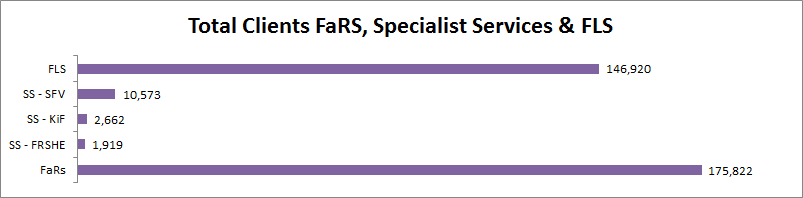 Total Clients FaRS, Specialist Services & FLS
FLS 146,920
SS - SFV 10,573
SS - KiF 2,662
SS - FRSHE 1,919
FaRs 175,822